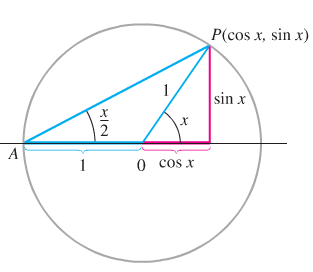 P(cos x, sin x)
1
x
2
x
sin x
A
1
0
cos x